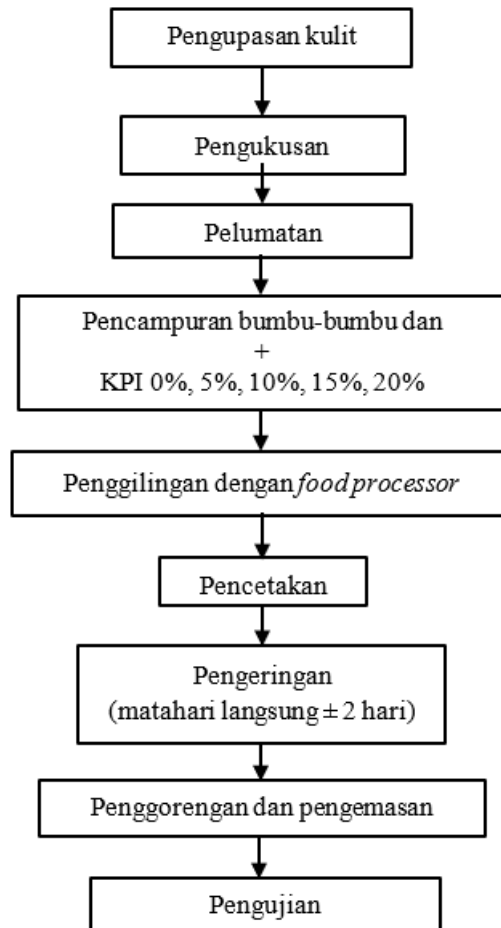 Pengupasan kulit
Pengukusan
Pelumatan
Pencampuran bumbu-bumbu dan
+
KPI 0%, 5%, 10%, 15%, 20%
Penggilingan dengan food processor
Pencetakan
Pengeringan
(matahari langsung ± 2 hari)
Penggorengan dan pengemasan
Pengujian